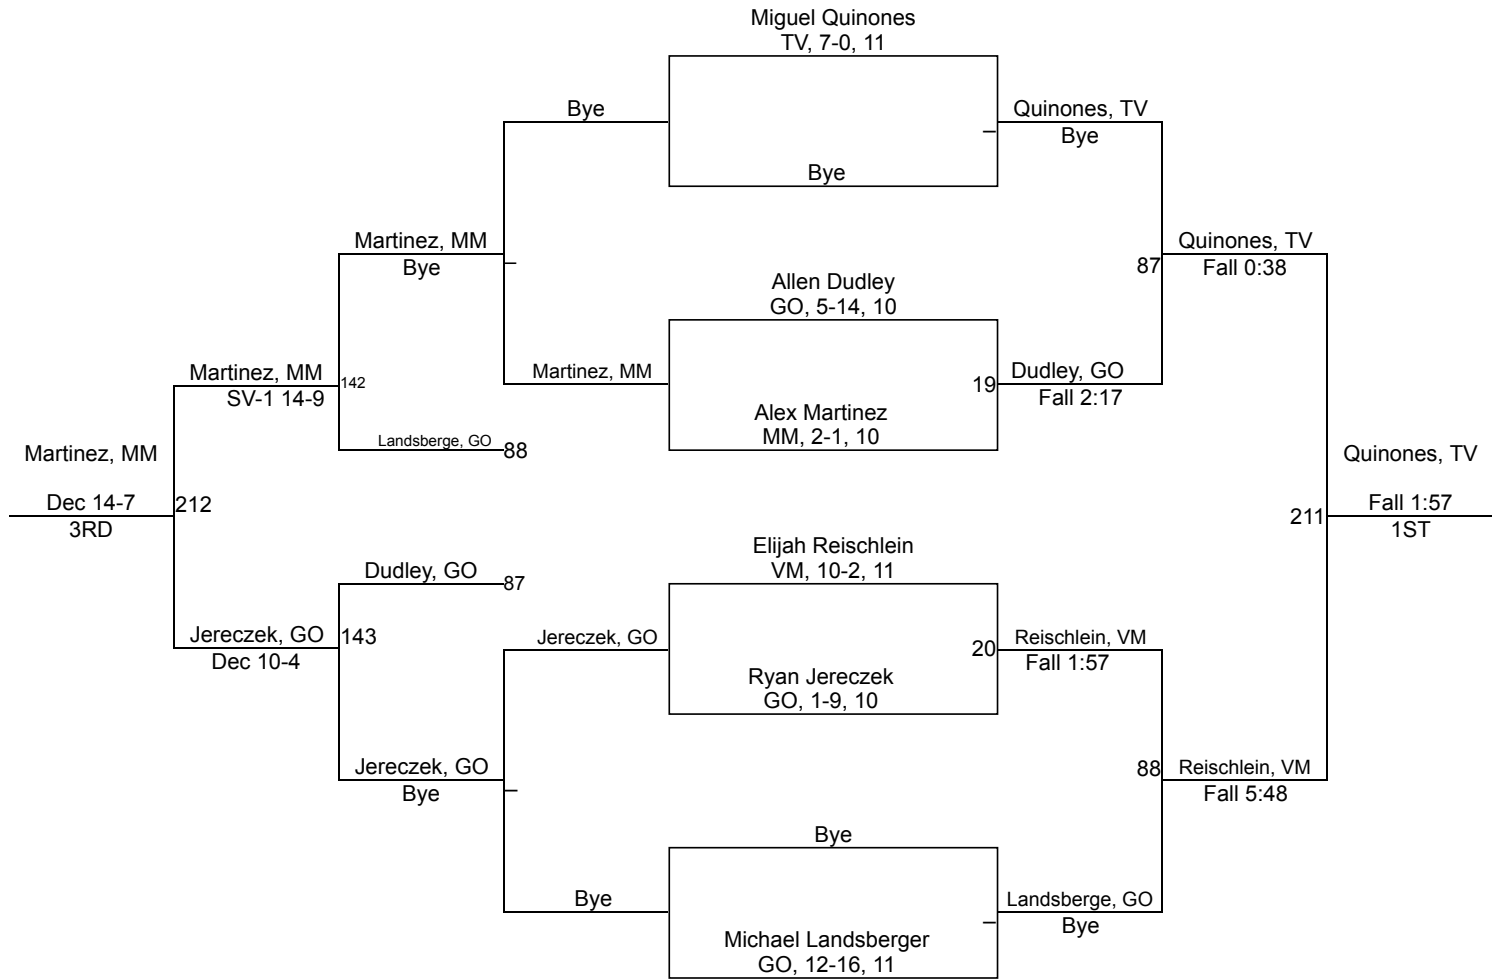 Miguel Quinones
TV, 7-0, 11
Bye
Quinones, TV
Bye
Bye
Martinez, MM
Bye
Quinones, TV
Fall 0:38
87
Allen Dudley
GO, 5-14, 10
Martinez, MM
SV-1 14-9
142
Martinez, MM
19
Dudley, GO
Fall 2:17
Alex Martinez
MM, 2-1, 10
Landsberge, GO
88
Martinez, MM
Dec 14-7
3RD
212
Quinones, TV
Fall 1:57
1ST
211
Elijah Reischlein
VM, 10-2, 11
Dudley, GO
87
Jereczek, GO
Dec 10-4
143
Jereczek, GO
20
Reischlein, VM
Fall 1:57
Ryan Jereczek
GO, 1-9, 10
Jereczek, GO
Bye
88
Reischlein, VM
Fall 5:48
Bye
Bye
Landsberge, GO
Bye
Michael Landsberger
GO, 12-16, 11